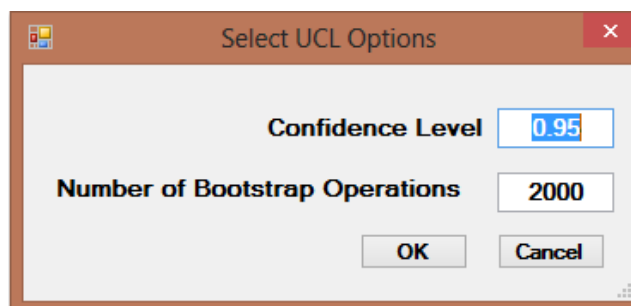 Select UCL Options
Confidence Level 0.95
Number of Bootstrap Operations 2000
OK Cancel